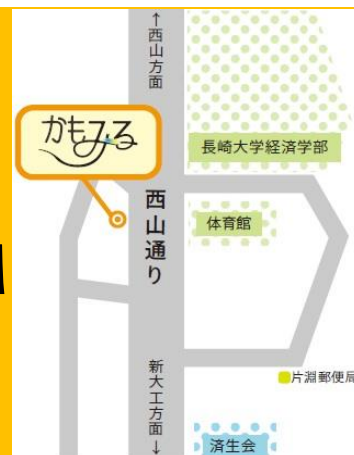 ↑西山方面
かもみる
長崎大学経済学部
西山通り
体育館
片淵郵便局
新大工方面↓
済生会